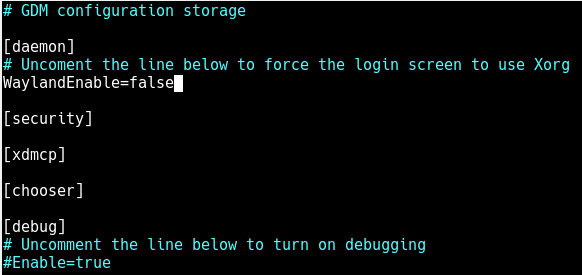 # GDM configuration storage
[daemon]
# Uncoment the line below to force the login screen to use Xorg
WaylandEnable=false
[security]
[xdmcp]
[chooser]
[debug]
# Uncomment the line below to turn on debugging
#Enable=true